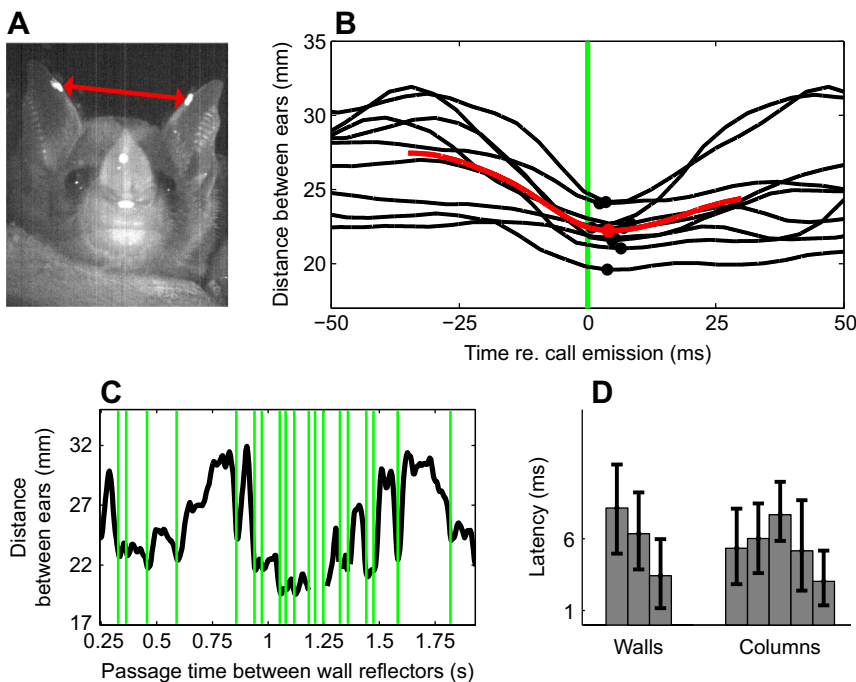 A
B
35
30
25
20
Distance between ears (mm)
−50
−25
0
25
50
Time re. call emission (ms)
C
32
27
22
17
Distance
between ears (mm)
0.25
0.5
0.75
1
1.25
1.5
1.75
Passage time between wall reflectors (s)
D
6
1
Latency (ms)
Walls
Columns